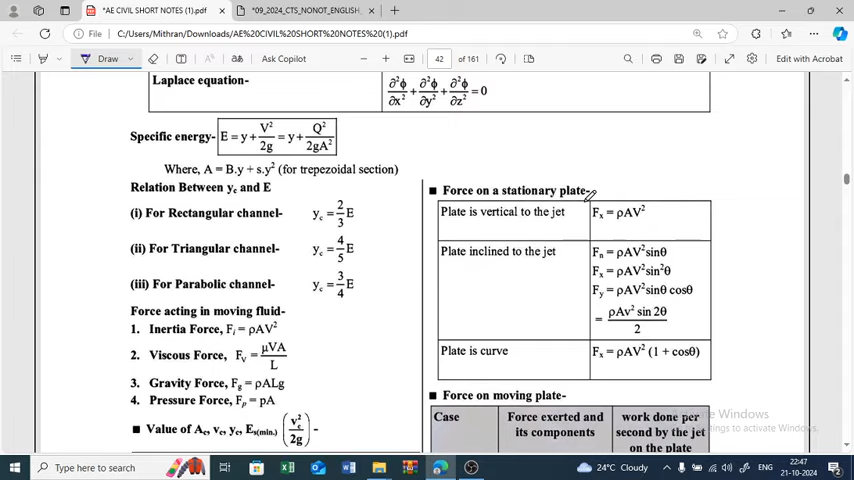 *AE CIVIL SHORT NOTES (1).pdf
*09_2024_CTS_NONOT_ENGLISH_
File
C:/Users/Mithran/Downloads/AE%20CIVIL%20SHORT%20NOTES%20(1).pdf
Draw
Ask Copilot
42 of 161
Edit with Acrobat
Laplace equation-
∂²ϕ/∂x² + ∂²ϕ/∂y² + ∂²ϕ/∂z² = 0
Specific energy- E = y + V²/2g = y + Q²/2gA²
Where, A = B.y + s.y² (for trepezoidal section)
Relation Between y_c and E
(i) For Rectangular channel- y_c = 2/3 E
(ii) For Triangular channel- y_c = 4/5 E
(iii) For Parabolic channel- y_c = 3/4 E
Force acting in moving fluid-
1. Inertia Force, F_i = ρAV²
2. Viscous Force, F_V = μVA/L
3. Gravity Force, F_g = ρALg
4. Pressure Force, F_p = pA
■ Value of A_c, v_c, y_c, E_s(min.) (v_c²/2g) -
■ Force on a stationary plate-
Plate is vertical to the jet F_x = ρAV²
Plate inclined to the jet F_n = ρAV²sinθ
F_x = ρAV²sin²θ
F_y = ρAV²sinθ cosθ
= ρAv² sin 2θ/2
Plate is curve F_x = ρAV² (1 + cosθ)
■ Force on moving plate-
Case Force exerted and its components work done per second by the jet on the plate
Activate Windows
Go to Settings to activate Windows.
Type here to search
24°C Cloudy
ENG
22:47
21-10-2024
2